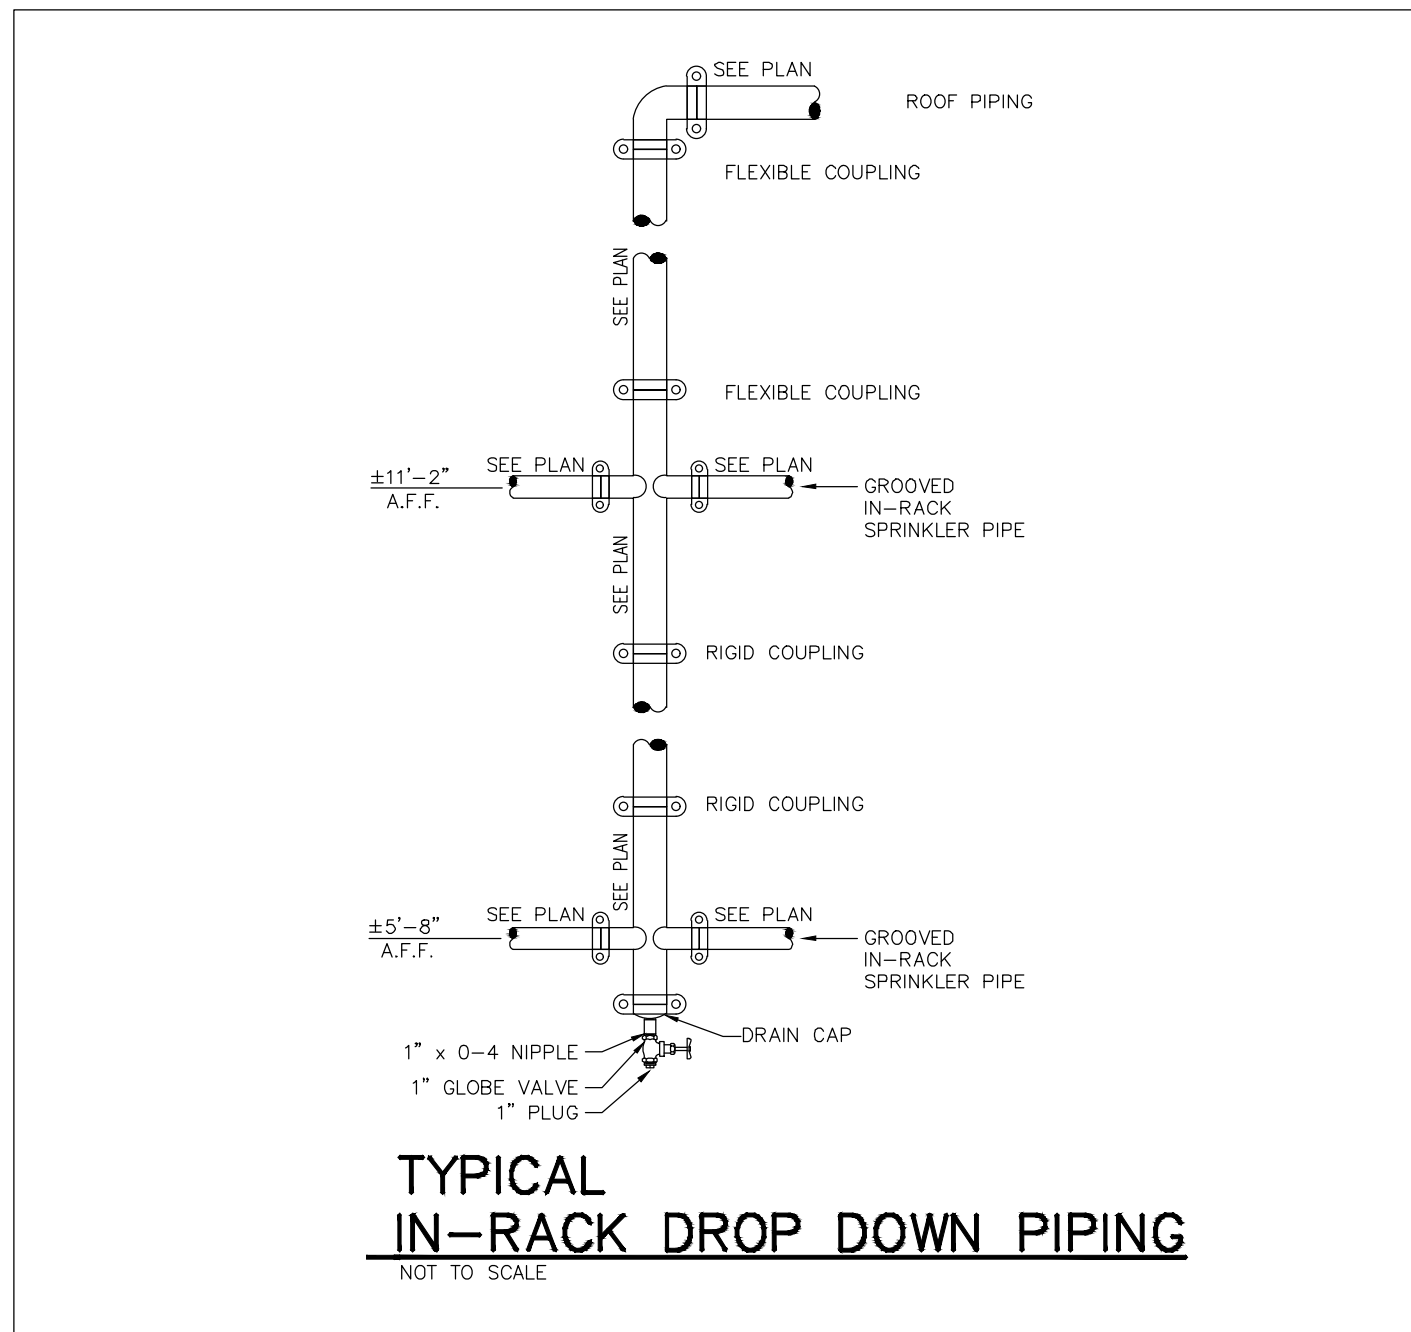 SEE PLAN
ROOF PIPING
FLEXIBLE COUPLING
SEE PLAN
FLEXIBLE COUPLING
±11'-2"
A.F.F.
SEE PLAN
SEE PLAN
GROOVED
IN-RACK
SPRINKLER PIPE
SEE PLAN
RIGID COUPLING
RIGID COUPLING
SEE PLAN
±5'-8"
A.F.F.
SEE PLAN
SEE PLAN
GROOVED
IN-RACK
SPRINKLER PIPE
DRAIN CAP
1" x 0-4 NIPPLE
1" GLOBE VALVE
1" PLUG
TYPICAL
IN-RACK DROP DOWN PIPING
NOT TO SCALE